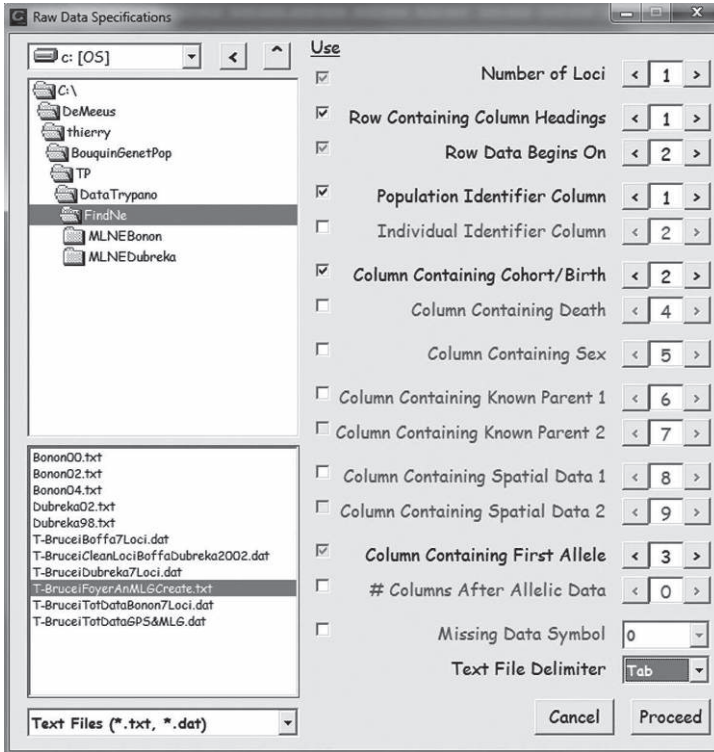 Raw Data Specifications
c: [OS]
<
^
C:\
DeMeeus
thierry
BouquinGenetPop
TP
DataTrypano
FindNe
MLNEBonon
MLNEDubreka
Bonon00.txt
Bonon02.txt
Bonon04.txt
Dubreka02.txt
Dubreka98.txt
T-BruceiBoffa7Loci.dat
T-BruceiCleanLociBoffaDubreka2002.dat
T-BruceiDubreka7Loci.dat
T-BruceiFoyerAnMLGCreate.txt
T-BruceiTotDataBonon7Loci.dat
T-BruceiTotDataGPS&MLG.dat
Text Files (*.txt, *.dat)
Use
Number of Loci < 1 >
Row Containing Column Headings < 1 >
Row Data Begins On < 2 >
Population Identifier Column < 1 >
Individual Identifier Column < 2 >
Column Containing Cohort/Birth < 2 >
Column Containing Death < 4 >
Column Containing Sex < 5 >
Column Containing Known Parent 1 < 6 >
Column Containing Known Parent 2 < 7 >
Column Containing Spatial Data 1 < 8 >
Column Containing Spatial Data 2 < 9 >
Column Containing First Allele < 3 >
# Columns After Allelic Data < 0 >
Missing Data Symbol 0
Text File Delimiter Tab
Cancel Proceed